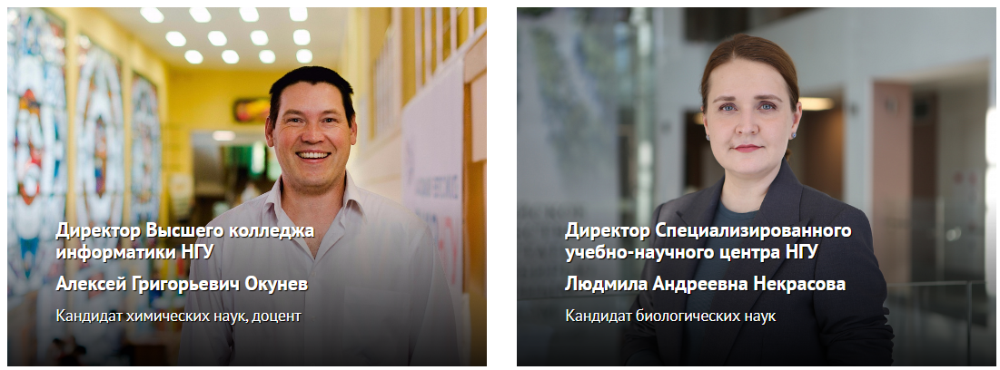 Директор Высшего колледжа
информатики НГУ
Алексей Григорьевич Окунев
Кандидат химических наук, доцент
Директор Специализированного
учебно-научного центра НГУ
Людмила Андреевна Некрасова
Кандидат биологических наук